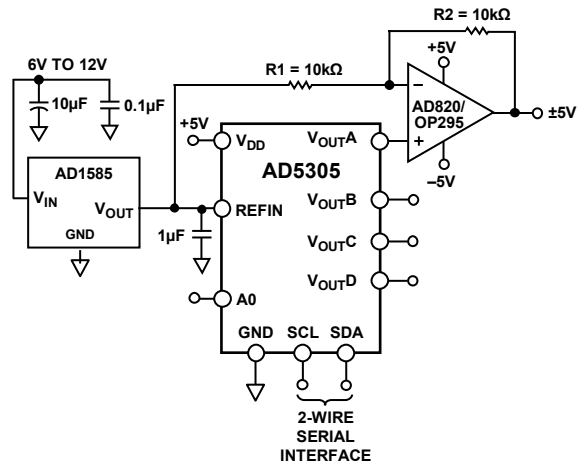 R2 = 10kΩ
6V TO 12V
R1 = 10kΩ
+5V
10µF
0.1µF
–
AD820/
OP295
±5V
+5V
VDD
VOUTA
+
–5V
AD1585
AD5305
VIN
VOUT
REFIN
VOUTB
GND
1µF
VOUTC
VOUTD
A0
GND
SCL
SDA
2-WIRE
SERIAL
INTERFACE